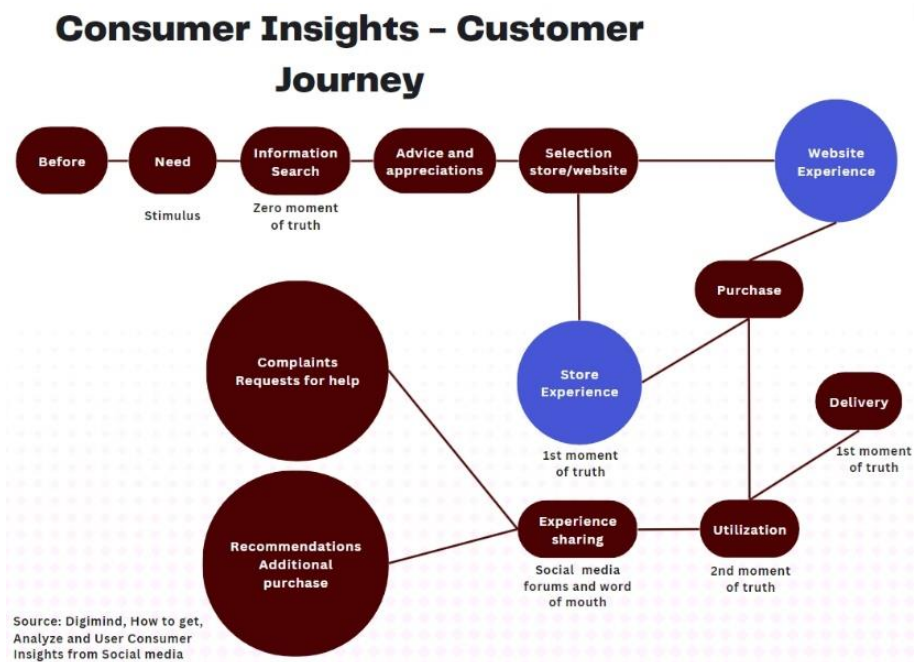 Consumer Insights – Customer
Journey
Before
Need
Stimulus
Information
Search
Zero moment
of truth
Advice and
appreciations
Selection
store/website
Website
Experience
Purchase
Store
Experience
1st moment
of truth
Delivery
1st moment
of truth
Utilization
2nd moment
of truth
Experience
sharing
Social media
forums and word
of mouth
Complaints
Requests for help
Recommendations
Additional
purchase
Source: Digimind, How to get,
Analyze and User Consumer
Insights from Social media